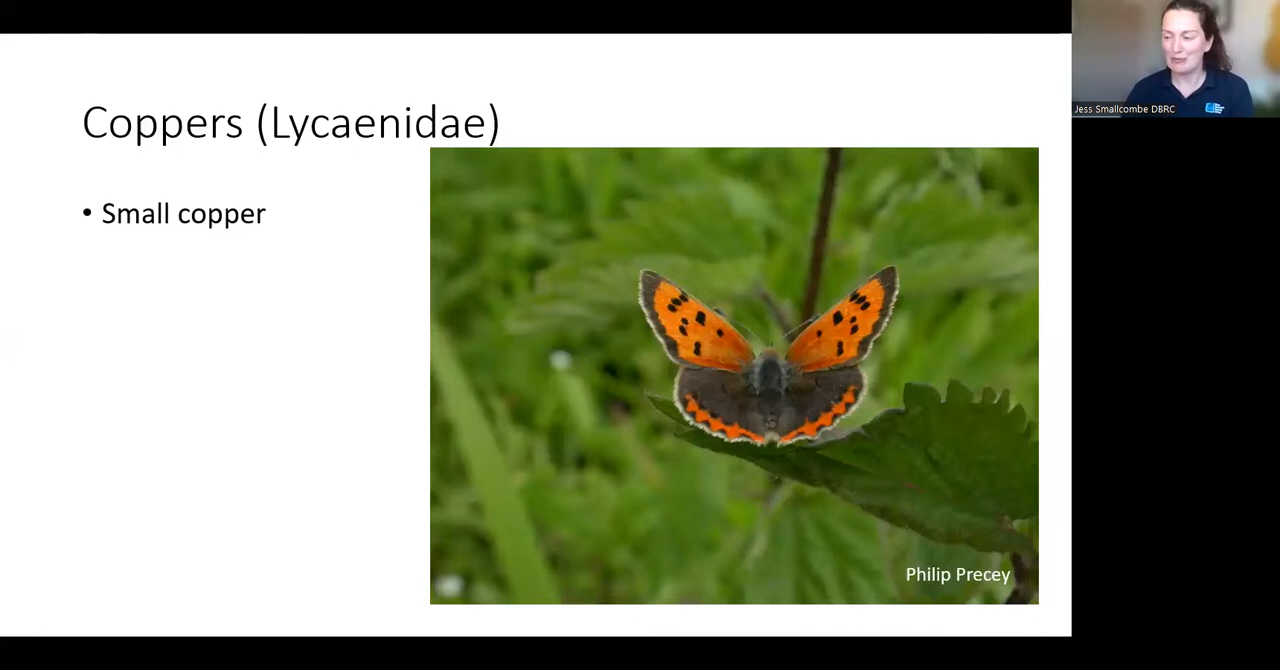 Coppers (Lycaenidae)
• Small copper
Philip Precey
Jess Smallcombe DBRC